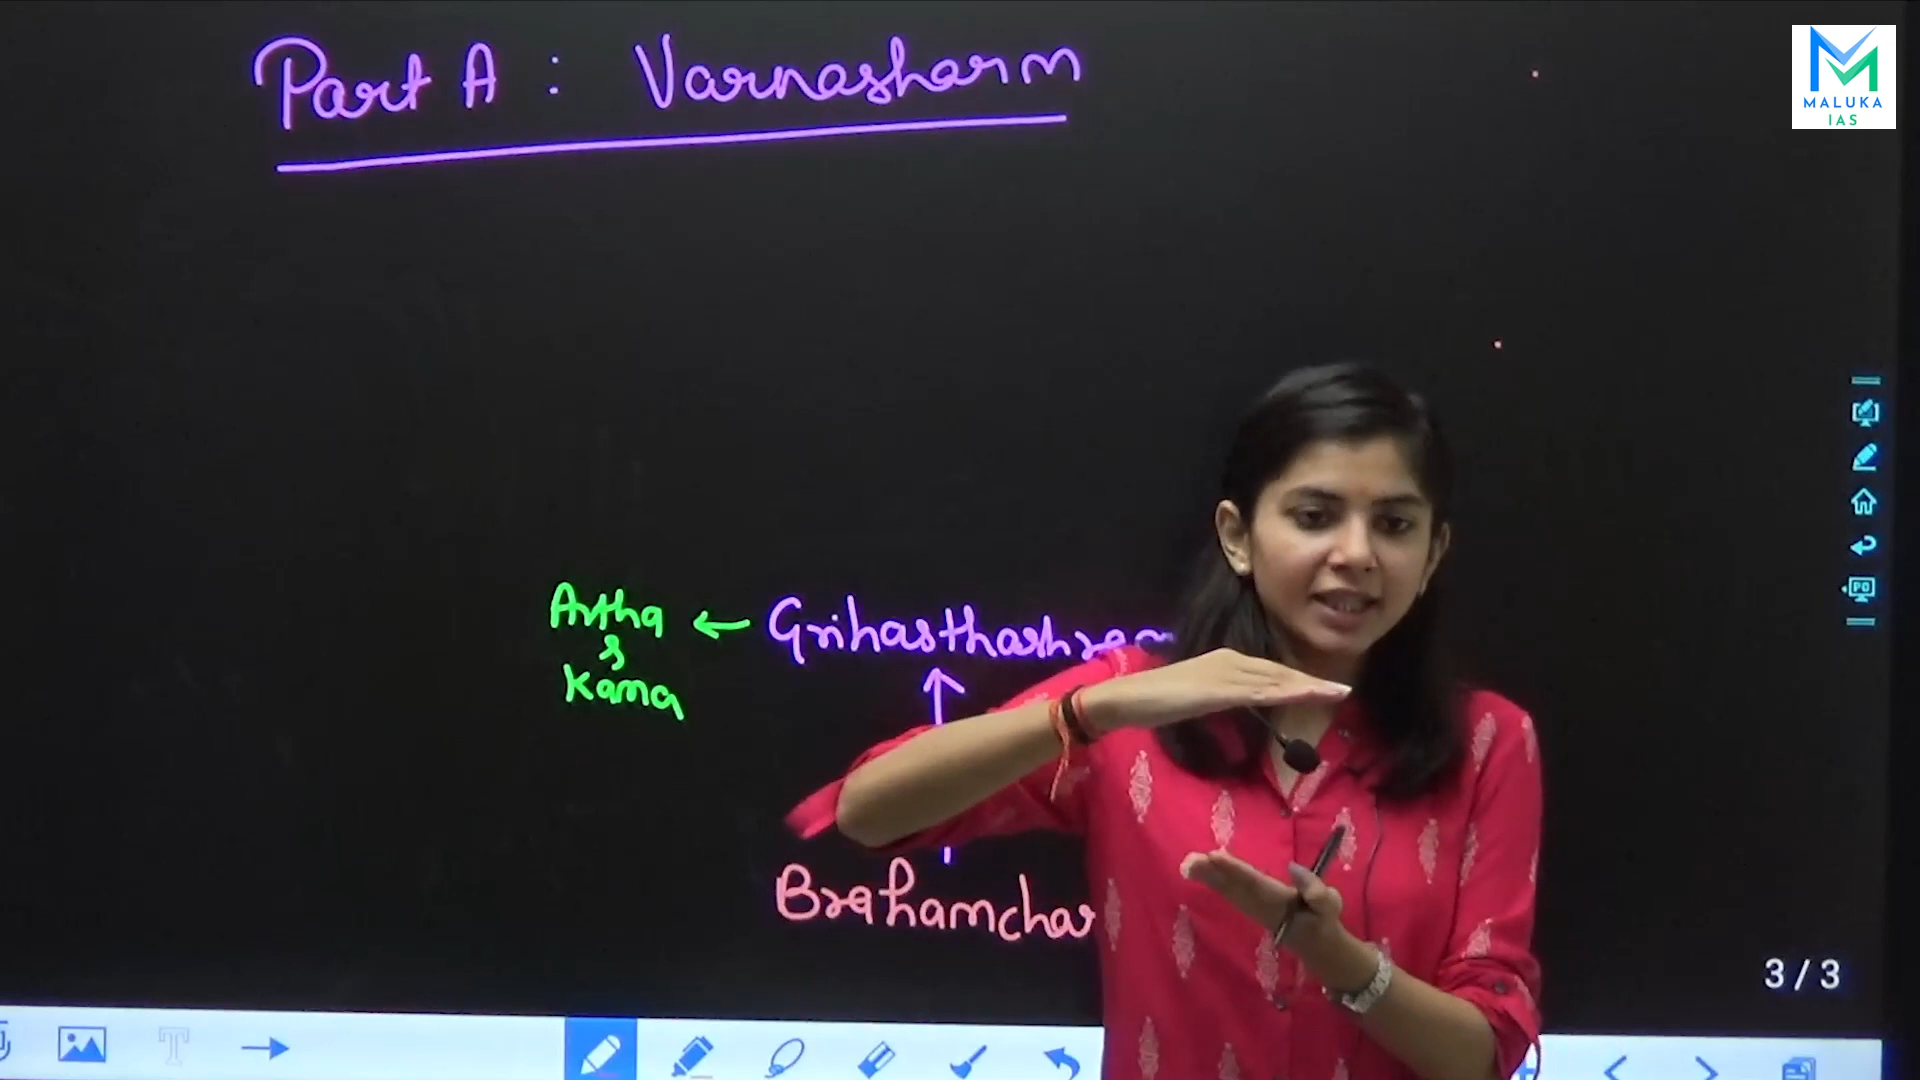 Part A : Varnasharm
MALUKA
IAS
Artha ← Grihasthashram
&
Kama
Brahamchar
3/3